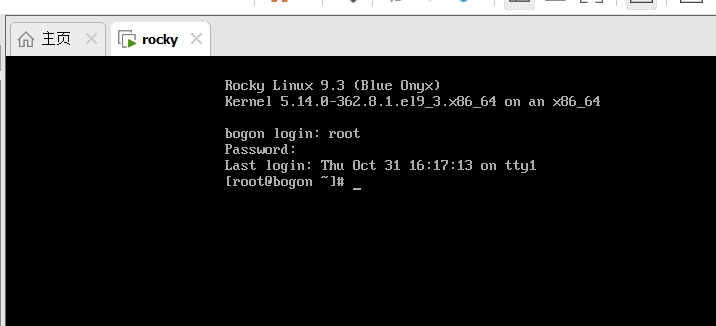 主页
rocky
Rocky Linux 9.3 (Blue Onyx)
Kernel 5.14.0-362.8.1.el9_3.x86_64 on an x86_64
bogon login: root
Password:
Last login: Thu Oct 31 16:17:13 on tty1
[root@bogon ~]# _